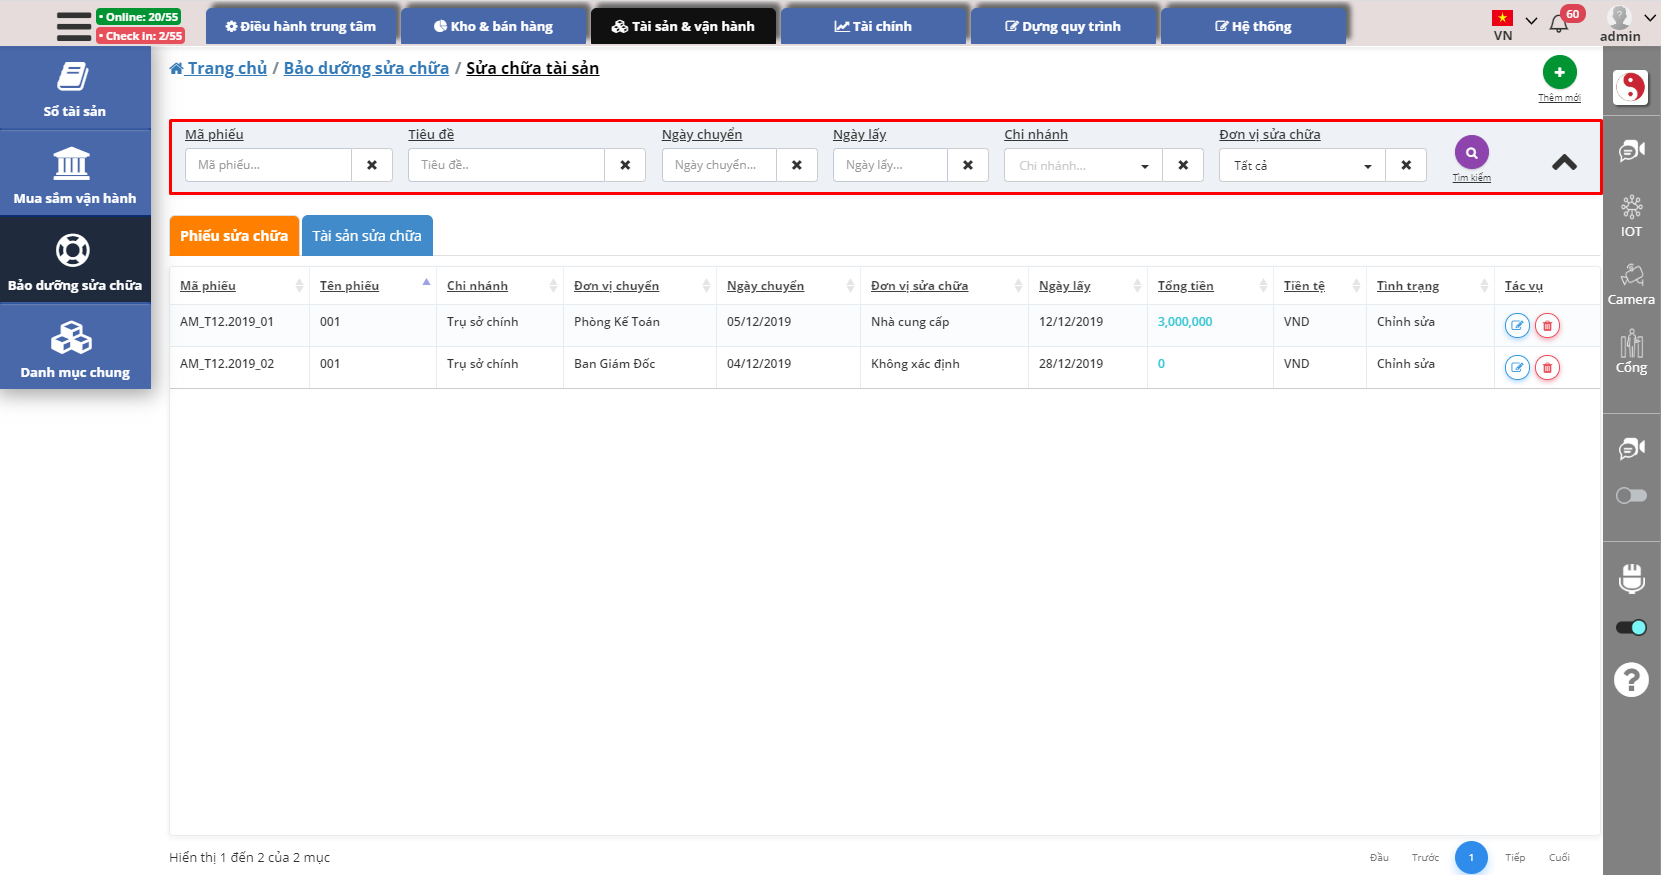 • Online: 20/55
• Check in: 2/55
Điều hành trung tâm
Kho & bán hàng
Tài sản & vận hành
Tài chính
Dựng quy trình
Hệ thống
VN
60
admin
Sổ tài sản
Mua sắm vận hành
Bảo dưỡng sửa chữa
Danh mục chung
Trang chủ / Bảo dưỡng sửa chữa / Sửa chữa tài sản
Thêm mới
Mã phiếu Tiêu đề Ngày chuyển Ngày lấy Chi nhánh Đơn vị sửa chữa
Mã phiếu... Tiêu đề.. Ngày chuyển... Ngày lấy... Chi nhánh... Tất cả
Tìm kiếm
Phiếu sửa chữa Tài sản sửa chữa
Mã phiếu Tên phiếu Chi nhánh Đơn vị chuyển Ngày chuyển Đơn vị sửa chữa Ngày lấy Tổng tiền Tiền tệ Tình trạng Tác vụ
AM_T12.2019_01 001 Trụ sở chính Phòng Kế Toán 05/12/2019 Nhà cung cấp 12/12/2019 3,000,000 VND Chỉnh sửa
AM_T12.2019_02 001 Trụ sở chính Ban Giám Đốc 04/12/2019 Không xác định 28/12/2019 0 VND Chỉnh sửa
Hiển thị 1 đến 2 của 2 mục
Đầu Trước 1 Tiếp Cuối
IOT
Camera
Cổng